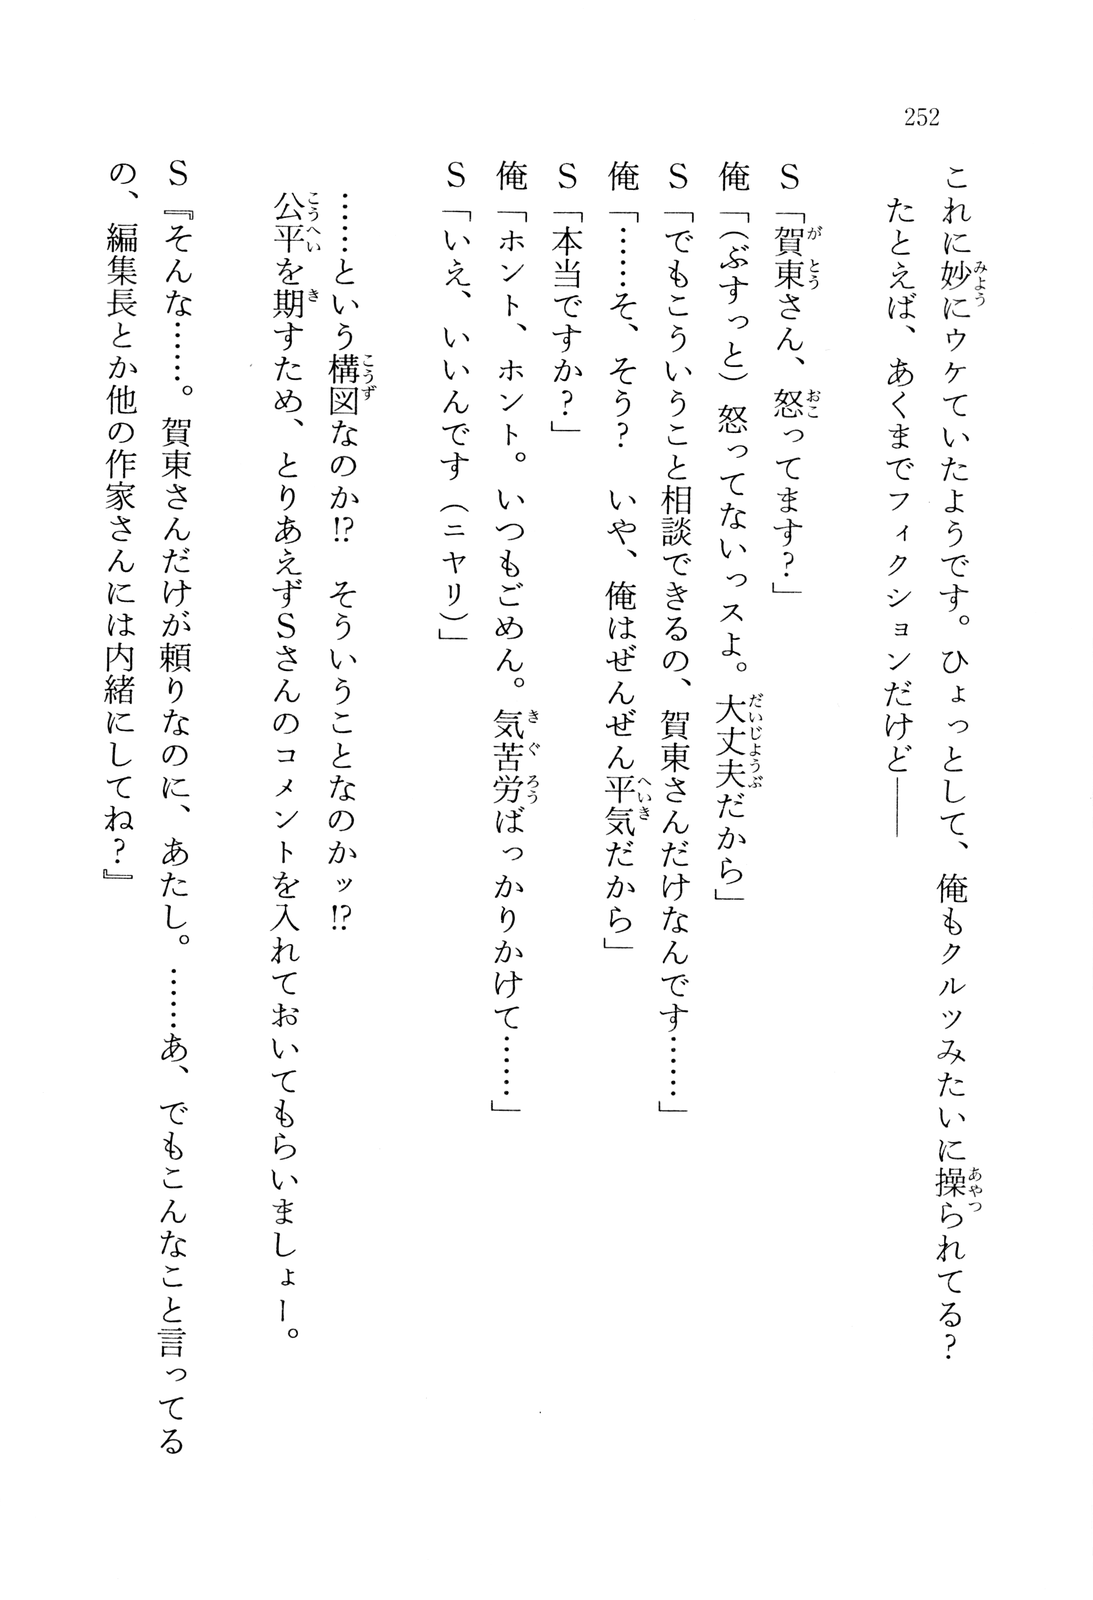 252
これに妙にウケていたようです。ひょっとして、俺もクルツみたいに操られてる?
たとえば、あくまでフィクションだけど――
S「賀東さん、怒ってます?」
俺「(ぶすっと)怒ってないっスよ。大丈夫だから」
S「でもこういうこと相談できるの、賀東さんだけなんです……」
俺「……そ、そう? いや、俺はぜんぜん平気だから」
S「本当ですか?」
俺「ホント、ホント。いつもごめん。気苦労ばっかりかけて……」
S「いえ、いいんです(ニヤリ)」
……という構図なのか!? そういうことなのかッ!?
公平を期すため、とりあえずSさんのコメントを入れておいてもらいましょー。
S『そんな……。賀東さんだけが頼りなのに、あたし。……あ、でもこんなこと言ってる
の、編集長とか他の作家さんには内緒にしてね?』